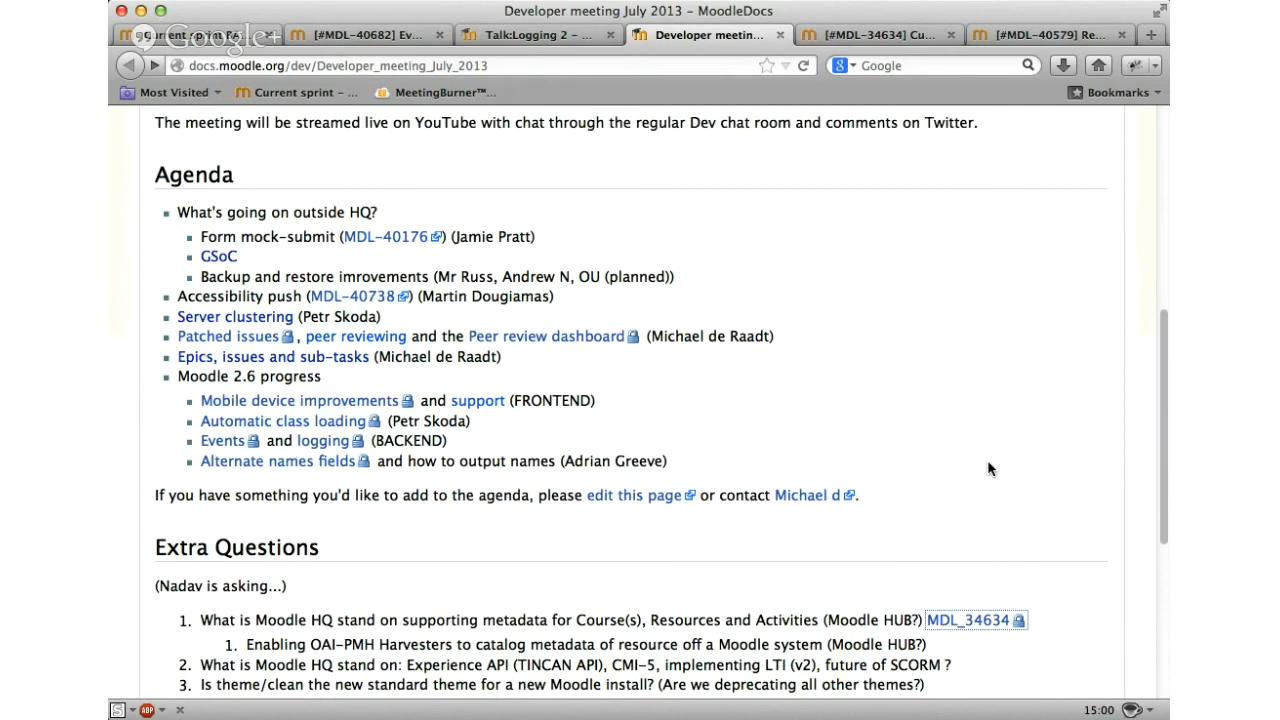 Developer meeting July 2013 - MoodleDocs
Google+
[#MDL-40682] Ev...
Talk:Logging 2 - ...
Developer meetin...
[#MDL-34634] Cu...
[#MDL-40579] Re...
docs.moodle.org/dev/Developer_meeting_July_2013
Google
Most Visited
Current sprint - ...
MeetingBurner™...
Bookmarks
The meeting will be streamed live on YouTube with chat through the regular Dev chat room and comments on Twitter.
Agenda
What's going on outside HQ?
Form mock-submit (MDL-40176) (Jamie Pratt)
GSoC
Backup and restore imrovements (Mr Russ, Andrew N, OU (planned))
Accessibility push (MDL-40738) (Martin Dougiamas)
Server clustering (Petr Skoda)
Patched issues, peer reviewing and the Peer review dashboard (Michael de Raadt)
Epics, issues and sub-tasks (Michael de Raadt)
Moodle 2.6 progress
Mobile device improvements and support (FRONTEND)
Automatic class loading (Petr Skoda)
Events and logging (BACKEND)
Alternate names fields and how to output names (Adrian Greeve)
If you have something you'd like to add to the agenda, please edit this page or contact Michael d.
Extra Questions
(Nadav is asking...)
1. What is Moodle HQ stand on supporting metadata for Course(s), Resources and Activities (Moodle HUB?) MDL_34634
1. Enabling OAI-PMH Harvesters to catalog metadata of resource off a Moodle system (Moodle HUB?)
2. What is Moodle HQ stand on: Experience API (TINCAN API), CMI-5, implementing LTI (v2), future of SCORM ?
3. Is theme/clean the new standard theme for a new Moodle install? (Are we deprecating all other themes?)
ABP
15:00